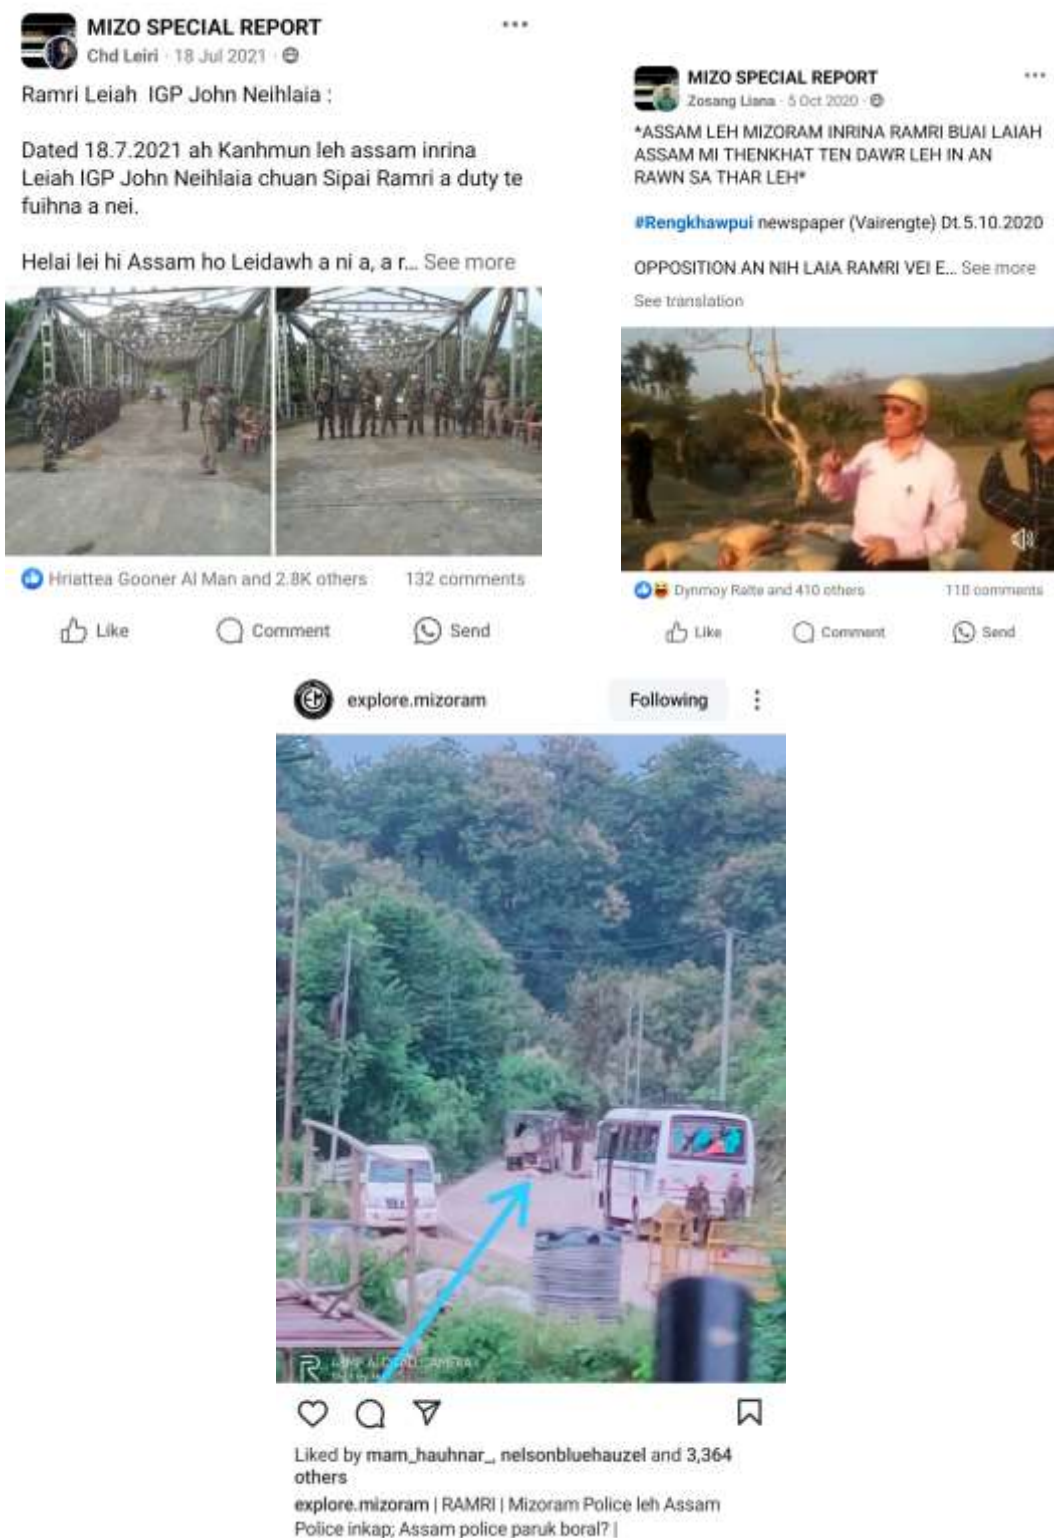 MIZO SPECIAL REPORT
Chd Leiri · 18 Jul 2021
Ramri Leiah IGP John Neihlaia :
Dated 18.7.2021 ah Kanhmun leh assam inrina
Leiah IGP John Neihlaia chuan Sipai Ramri a duty te
fuihna a nei.
Helai lei hi Assam ho Leidawh a ni a, a r... See more
Hriattea Gooner Al Man and 2.8K others 132 comments
Like Comment Send
MIZO SPECIAL REPORT
Zosang Liana · 5 Oct 2020
*ASSAM LEH MIZORAM INRINA RAMRI BUAI LAIAH
ASSAM MI THENKHAT TEN DAWR LEH IN AN
RAWN SA THAR LEH*
#Rengkhawpui newspaper (Vairengte) Dt.5.10.2020
OPPOSITION AN NIH LAIA RAMRI VEI E... See more
See translation
Dynmoy Ralte and 410 others 110 comments
Like Comment Send
explore.mizoram Following
Liked by mam_hauhnar_, nelsonbluehauzel and 3,364
others
explore.mizoram | RAMRI | Mizoram Police leh Assam
Police inkap; Assam police paruk boral? |